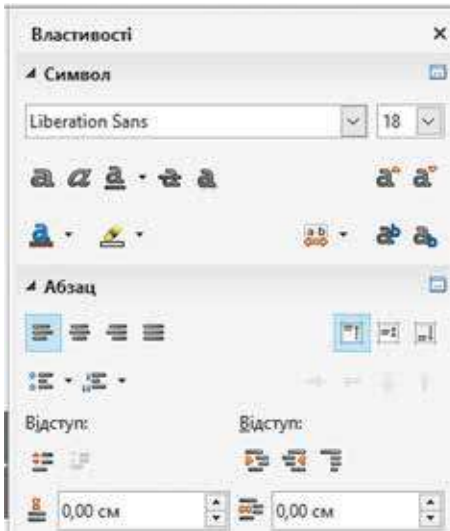 Властивості
Символ
Liberation Sans 18
Абзац
Відступ: Відступ:
0,00 см 0,00 см